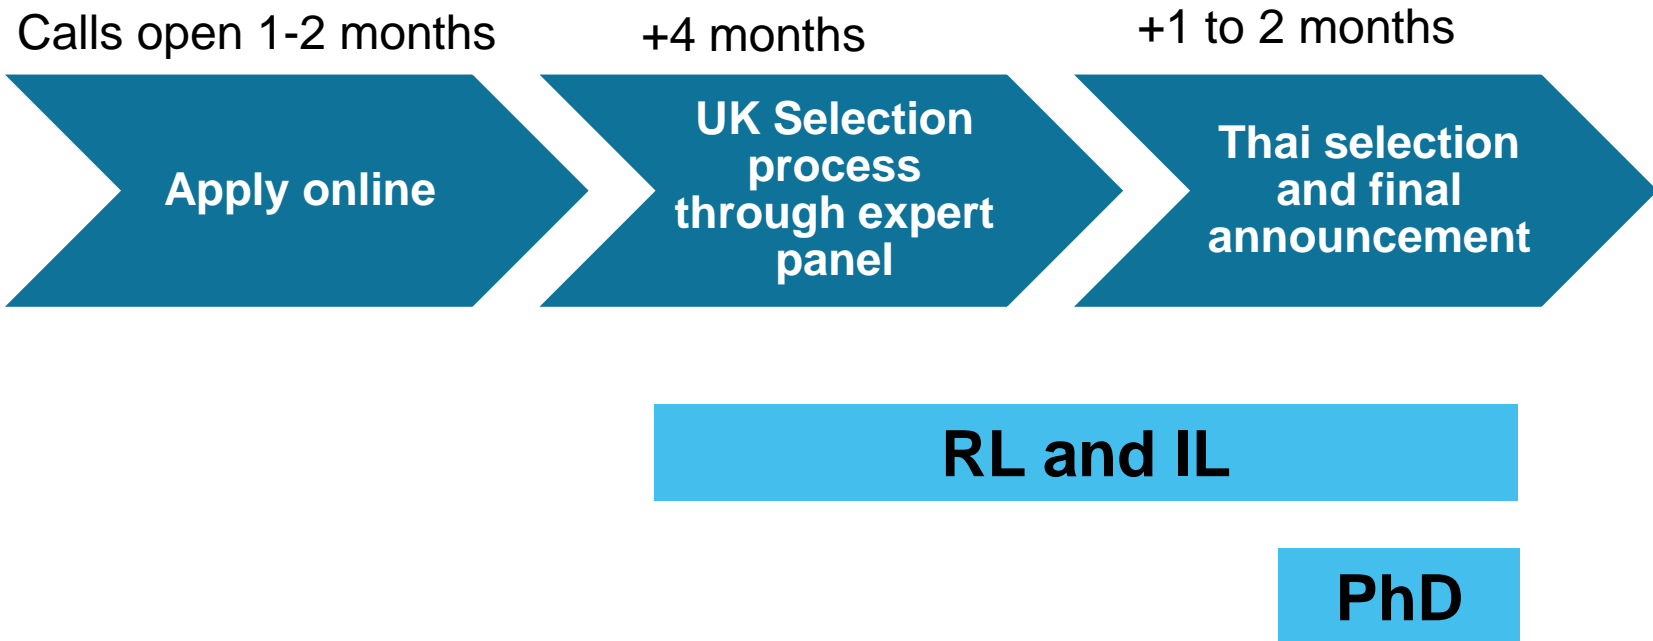 Calls open 1-2 months
+4 months
+1 to 2 months
Apply online
UK Selection
process
through expert
panel
Thai selection
and final
announcement
RL and IL
PhD